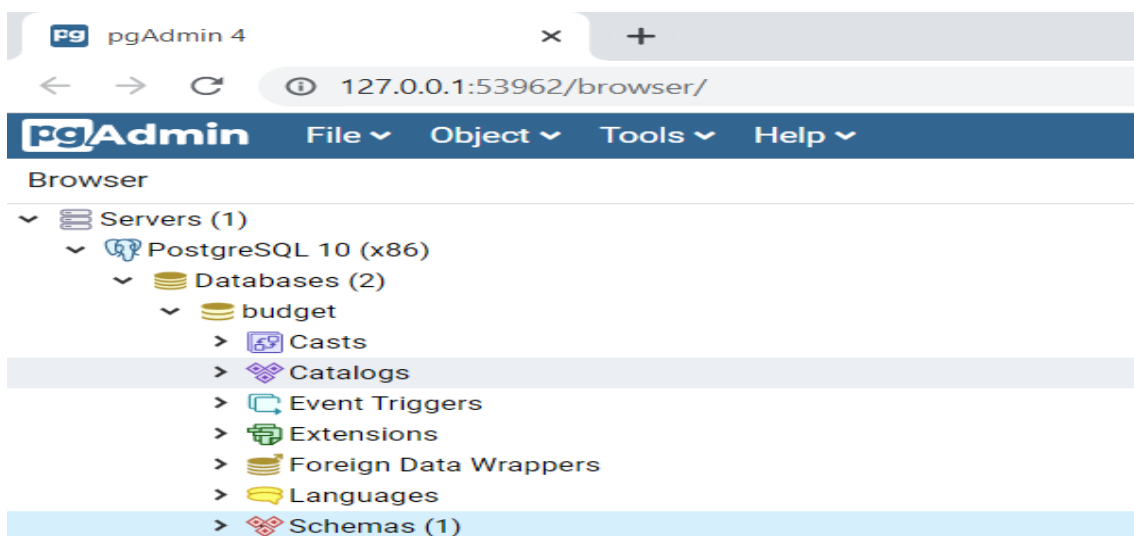 pgAdmin 4
127.0.0.1:53962/browser/
pgAdmin File Object Tools Help
Browser
Servers (1)
PostgreSQL 10 (x86)
Databases (2)
budget
Casts
Catalogs
Event Triggers
Extensions
Foreign Data Wrappers
Languages
Schemas (1)